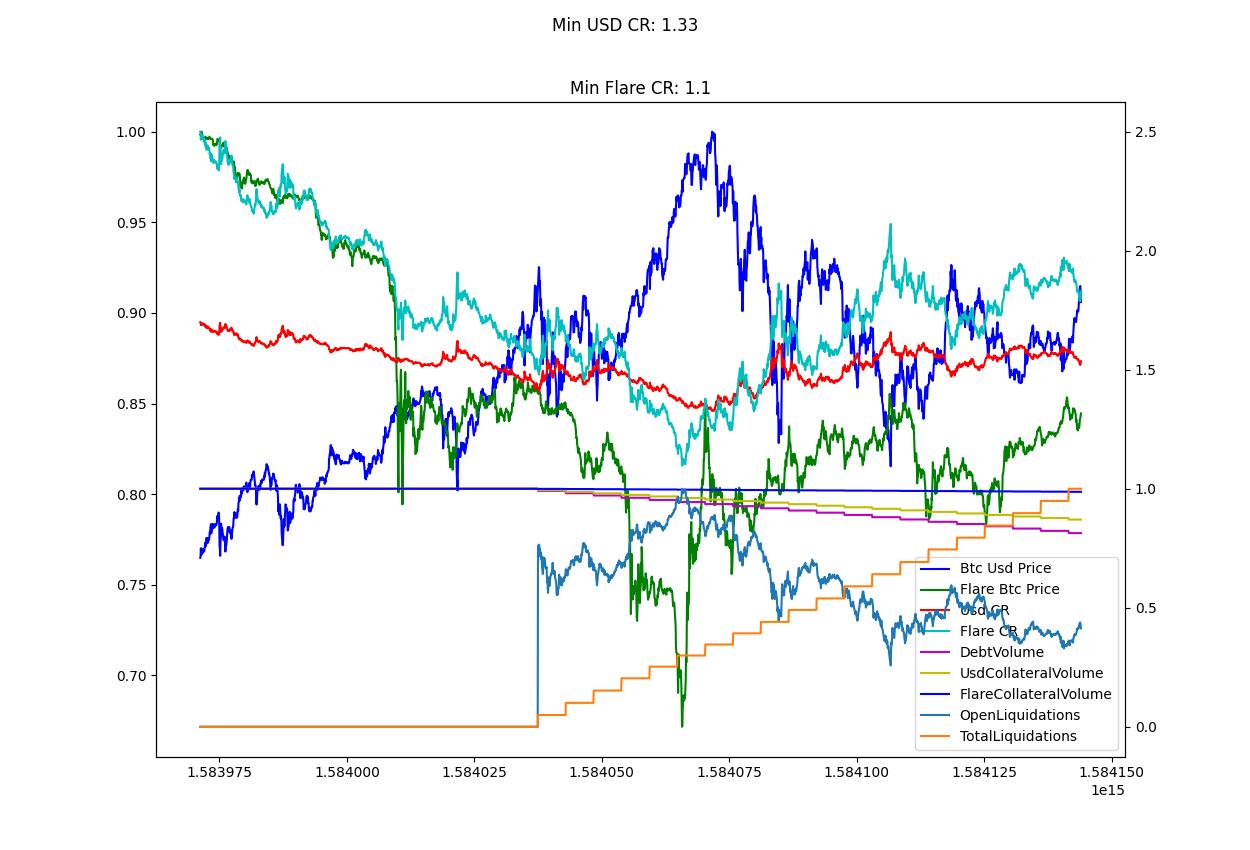 Min USD CR: 1.33
Min Flare CR: 1.1
1.00
0.95
0.90
0.85
0.80
0.75
0.70
2.5
2.0
1.5
1.0
0.5
0.0
Btc Usd Price
Flare Btc Price
Usd CR
Flare CR
DebtVolume
UsdCollateralVolume
FlareCollateralVolume
OpenLiquidations
TotalLiquidations
1.583975 1.584000 1.584025 1.584050 1.584075 1.584100 1.584125 1.584150
1e15